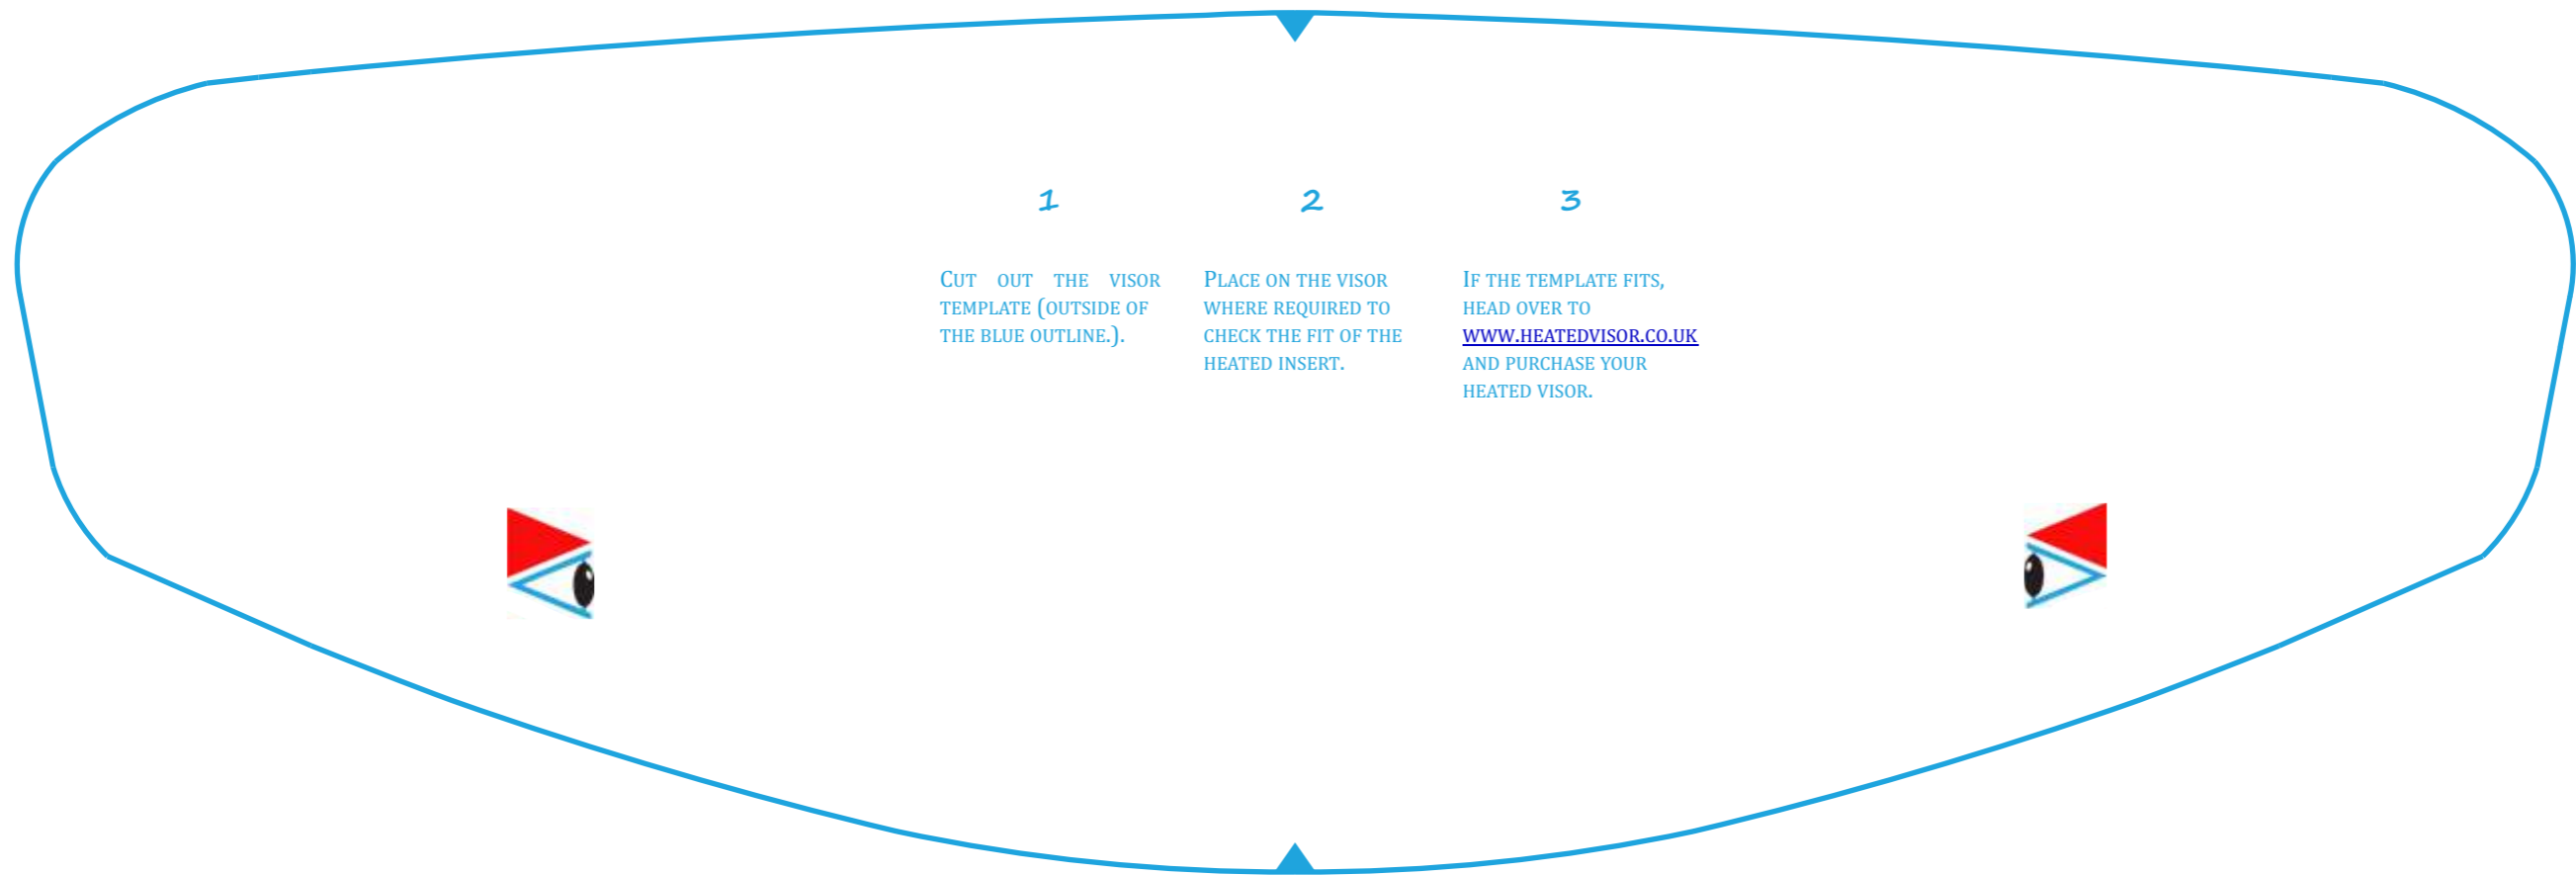 1
CUT OUT THE VISOR
TEMPLATE (OUTSIDE OF
THE BLUE OUTLINE.).
2
PLACE ON THE VISOR
WHERE REQUIRED TO
CHECK THE FIT OF THE
HEATED INSERT.
3
IF THE TEMPLATE FITS,
HEAD OVER TO
WWW.HEATEDVISOR.CO.UK
AND PURCHASE YOUR
HEATED VISOR.